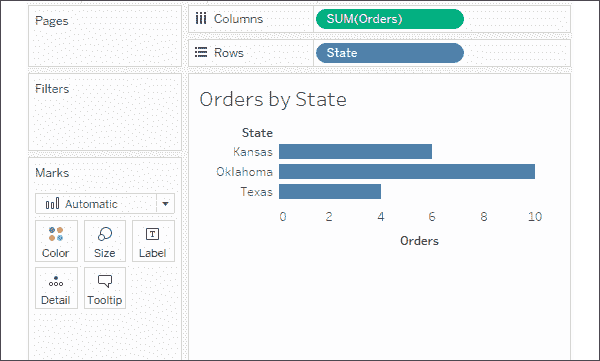 Pages
Columns
SUM(Orders)
Rows
State
Filters
Marks
Automatic
Color
Size
Label
Detail
Tooltip
Orders by State
State
Kansas
Oklahoma
Texas
0 2 4 6 8 10
Orders